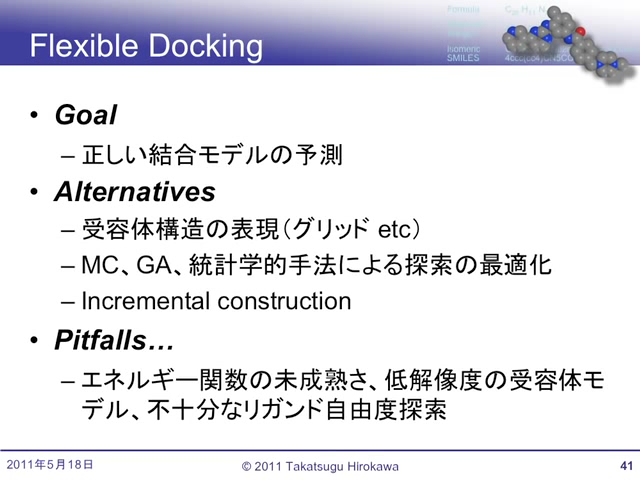 Formula
Isomeric
SMILES
Flexible Docking
• Goal
– 正しい結合モデルの予測
• Alternatives
– 受容体構造の表現（グリッド etc）
– MC、GA、統計学的手法による探索の最適化
– Incremental construction
• Pitfalls…
– エネルギー関数の未成熟さ、低解像度の受容体モ
デル、不十分なリガンド自由度探索
2011年5月18日
© 2011 Takatsugu Hirokawa
41